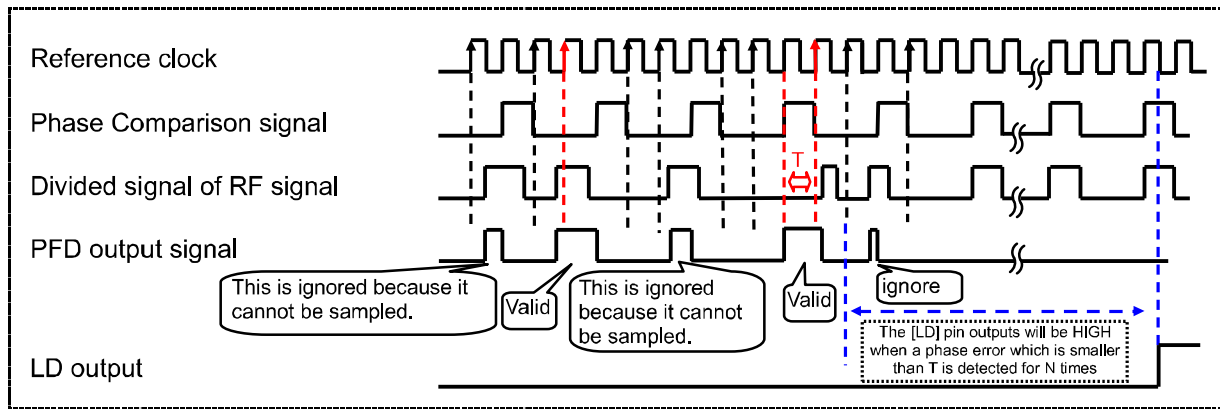 Reference clock
Phase Comparison signal
T
Divided signal of RF signal
PFD output signal
This is ignored because it
cannot be sampled.
Valid
This is ignored
because it cannot
be sampled.
Valid
ignore
The [LD] pin outputs will be HIGH
when a phase error which is smaller
than T is detected for N times
LD output